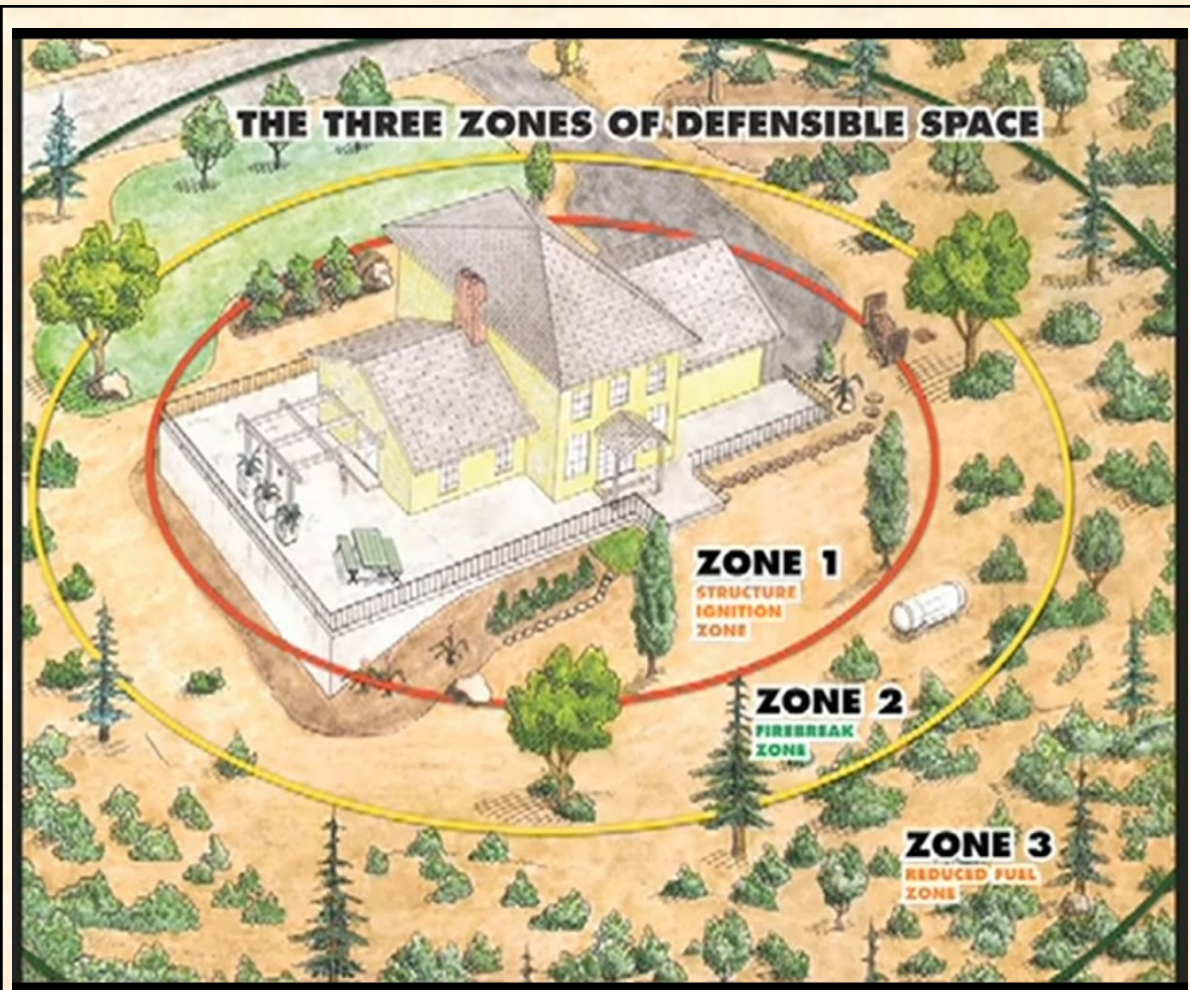 THE THREE ZONES OF DEFENSIBLE SPACE
ZONE 1
STRUCTURE
IGNITION
ZONE
ZONE 2
FIREBREAK
ZONE
ZONE 3
REDUCED FUEL
ZONE